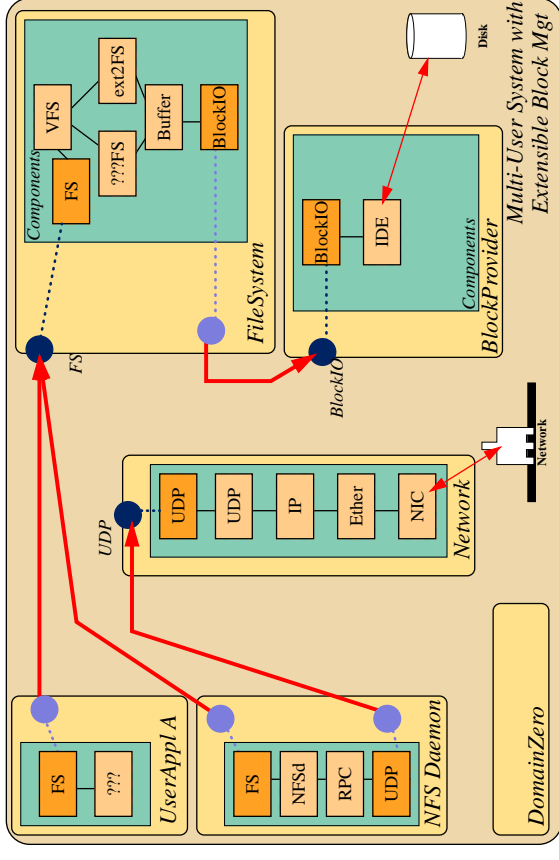 Multi-User System with
Extensible Block Mgt
UserAppl A
FS
???
NFS Daemon
FS
NFSd
RPC
UDP
DomainZero
UDP
Network
UDP
UDP
IP
Ether
NIC
Network
FS
FileSystem
Components
FS
VFS
???FS
ext2FS
Buffer
BlockIO
BlockIO
BlockProvider
Components
BlockIO
IDE
Disk